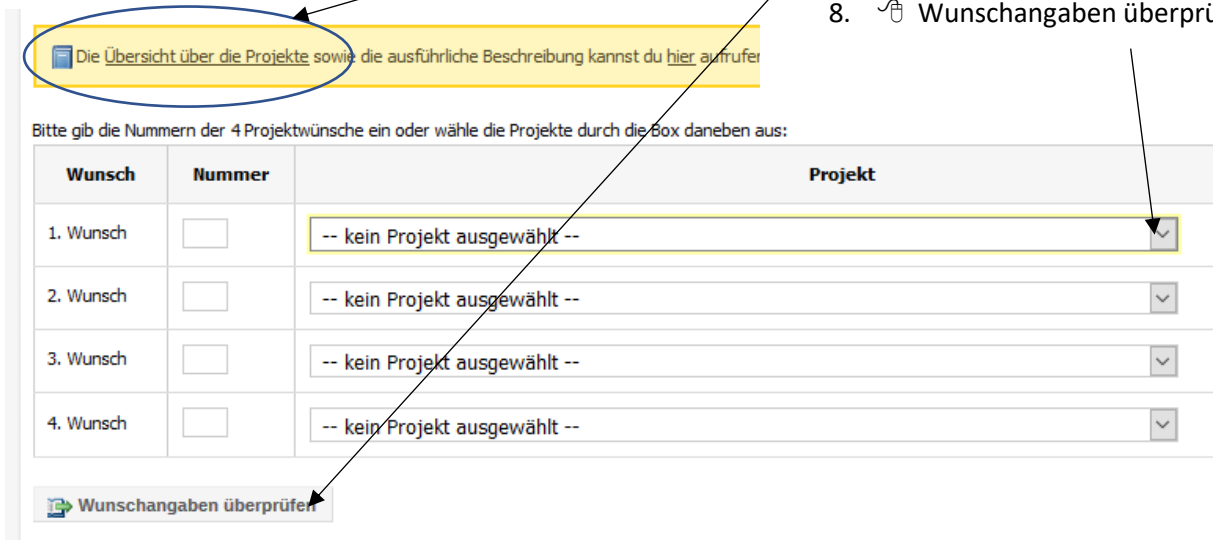 8. Wunschangaben
Die Übersicht über die Projekte sowie die ausführliche Beschreibung kannst du hier
Bitte gib die Nummern der 4 Projektwünsche ein oder wähle die Projekte durch die Box daneben aus:
Wunsch Nummer Projekt
1. Wunsch -- kein Projekt ausgewählt --
2. Wunsch -- kein Projekt ausgewählt --
3. Wunsch -- kein Projekt ausgewählt --
4. Wunsch -- kein Projekt ausgewählt --
Wunschangaben überprüfen